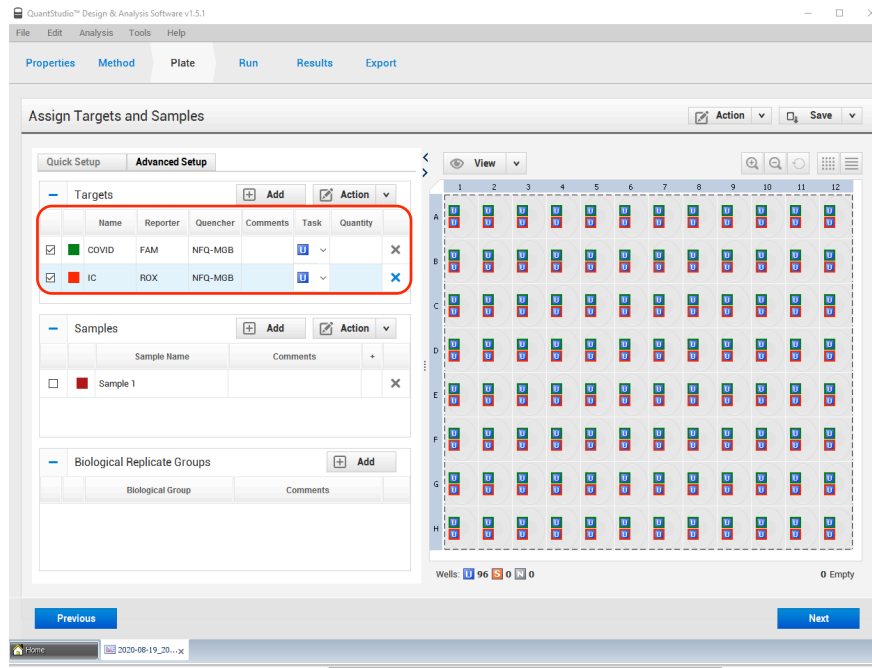 QuantStudio™ Design & Analysis Software v1.5.1
File Edit Analysis Tools Help
Properties Method Plate Run Results Export
Assign Targets and Samples
Action Save
Quick Setup Advanced Setup
View
Targets Add Action
Name Reporter Quencher Comments Task Quantity
COVID FAM NFQ-MGB U
IC ROX NFQ-MGB U
Samples Add Action
Sample Name Comments +
Sample 1
Biological Replicate Groups Add
Biological Group Comments
1 2 3 4 5 6 7 8 9 10 11 12
A U U U U U U U U U U U U
U U U U U U U U U U U U
B U U U U U U U U U U U U
U U U U U U U U U U U U
C U U U U U U U U U U U U
U U U U U U U U U U U U
D U U U U U U U U U U U U
U U U U U U U U U U U U
E U U U U U U U U U U U U
U U U U U U U U U U U U
F U U U U U U U U U U U U
U U U U U U U U U U U U
G U U U U U U U U U U U U
U U U U U U U U U U U U
H U U U U U U U U U U U U
U U U U U U U U U U U U
Wells: U 96 S 0 N 0 0 Empty
Previous Next
Home 2020-08-19_20...x